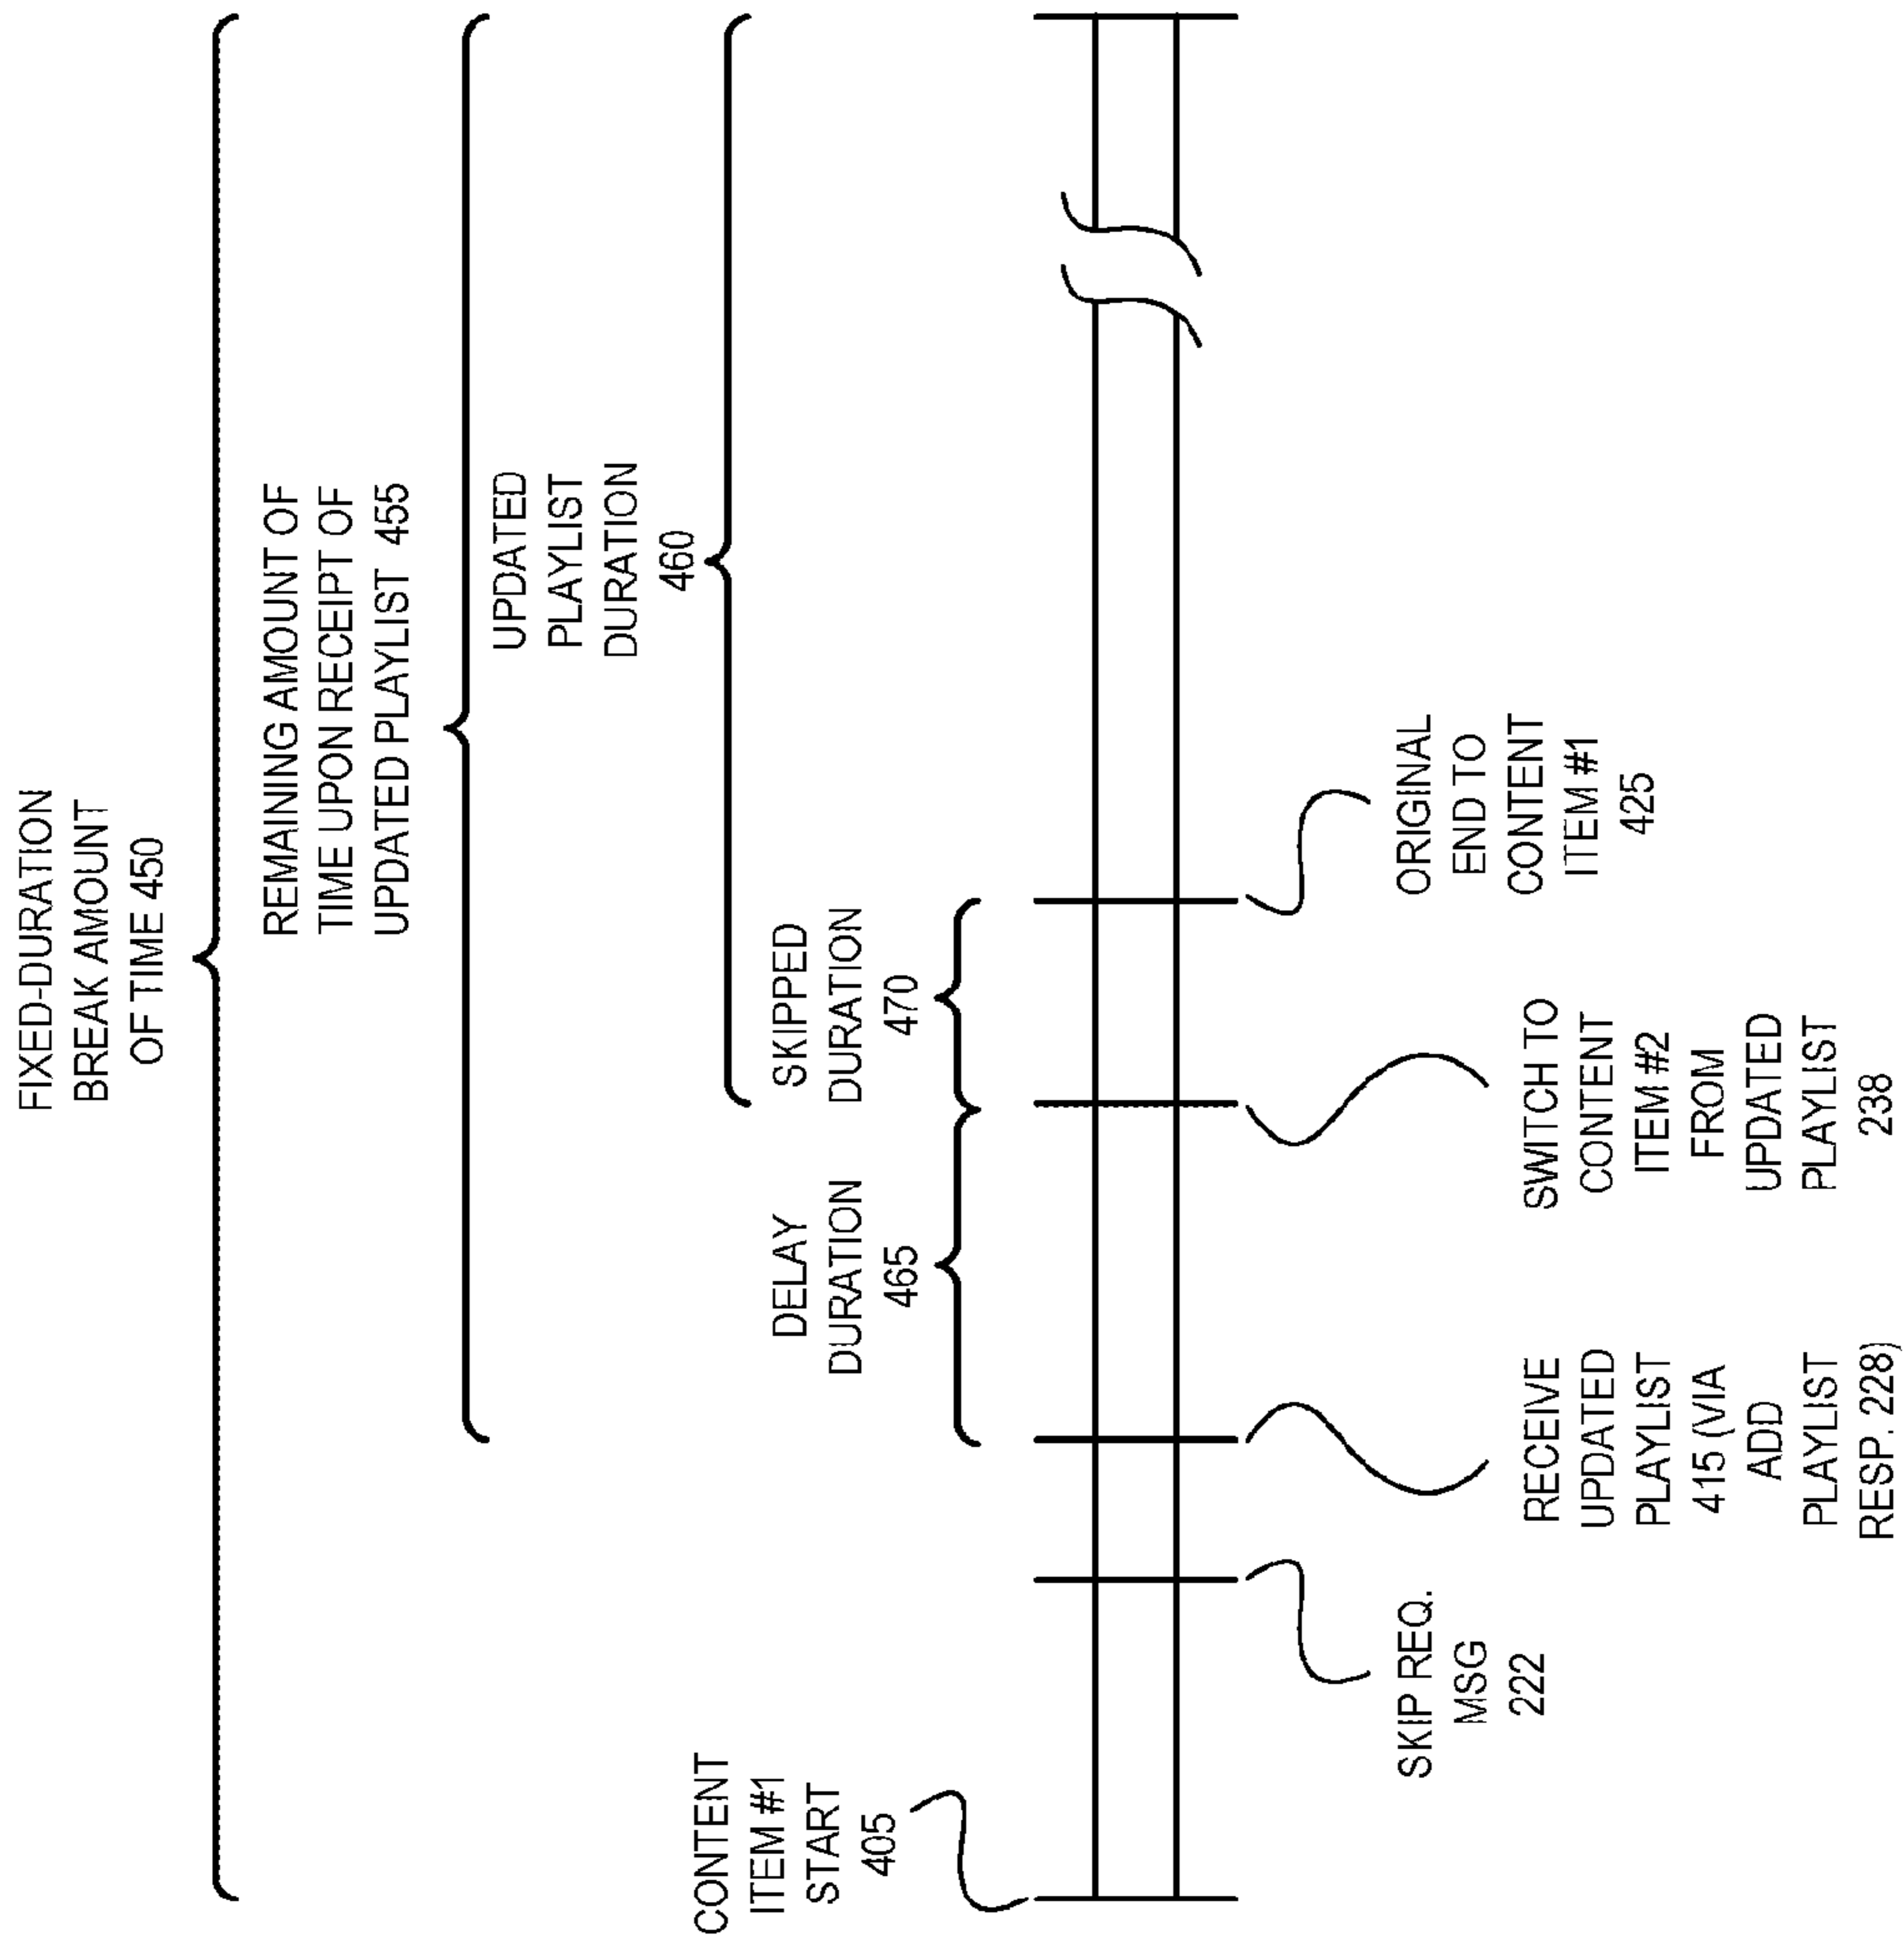 FIXED-DURATION
BREAK AMOUNT
OF TIME 450
REMAINING AMOUNT OF
TIME UPON RECEIPT OF
UPDATED PLAYLIST 455
UPDATED
PLAYLIST
DURATION
460
CONTENT
ITEM #1
START
405
DELAY
DURATION
465
SKIPPED
DURATION
470
SKIP REQ.
MSG
222
RECEIVE
UPDATED
PLAYLIST
415 (VIA
ADD
PLAYLIST
RESP. 228)
SWITCH TO
CONTENT
ITEM #2
FROM
UPDATED
PLAYLIST
238
ORIGINAL
END TO
CONTENT
ITEM #1
425